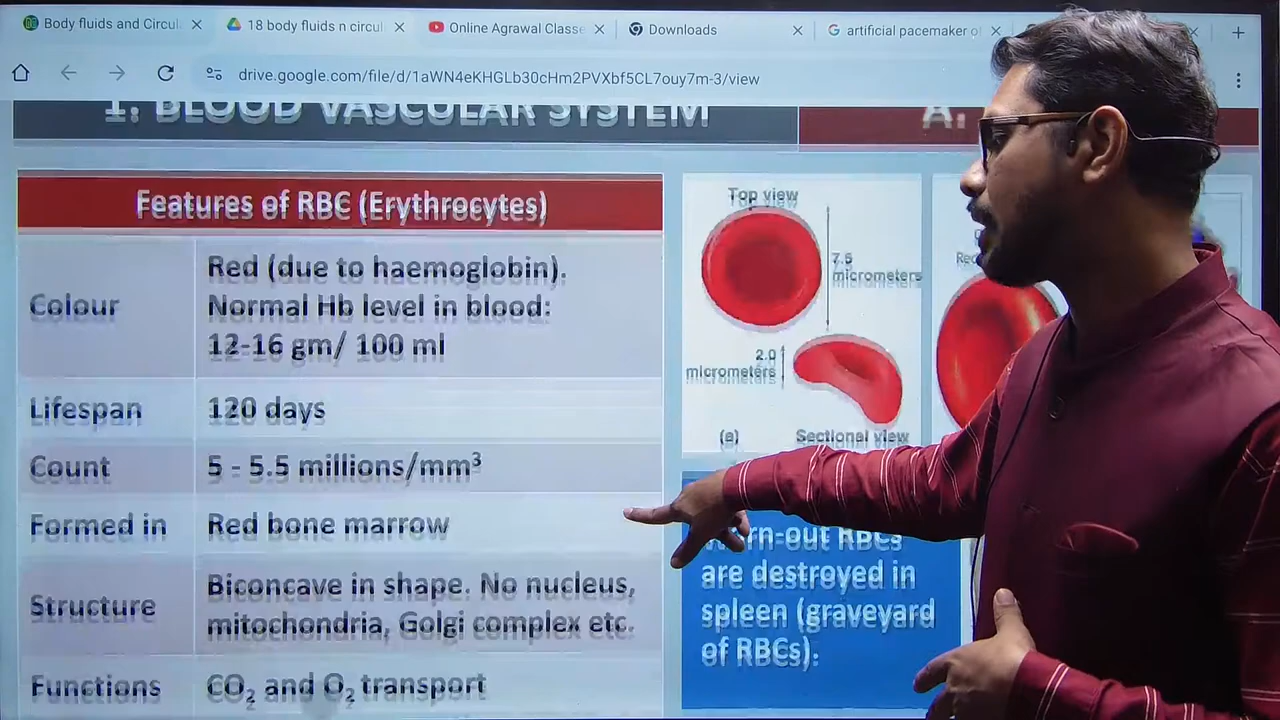 Body fluids and Circul
18 body fluids n circul
Online Agrawal Classe
Downloads
artificial pacemaker o
drive.google.com/file/d/1aWN4eKHGLb30cHm2PVXbf5CL7ouy7m-3/view
1. BLOOD VASCULAR SYSTEM
A.
Features of RBC (Erythrocytes)
Colour
Red (due to haemoglobin).
Normal Hb level in blood:
12-16 gm/ 100 ml
Lifespan
120 days
Count
5 - 5.5 millions/mm³
Formed in
Red bone marrow
Structure
Biconcave in shape. No nucleus,
mitochondria, Golgi complex etc.
Functions
CO₂ and O₂ transport
Top view
7.5
micrometers
2.0
micrometers
(a)
Sectional view
Worn-out RBCs
are destroyed in
spleen (graveyard
of RBCs).